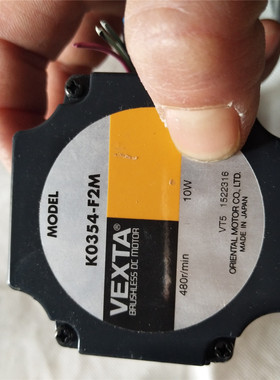 MODEL
K0354-F2M
VEXTA®
BRUSHLESS DC MOTOR
10W
480r/min
VT5 1522316
ORIENTAL MOTOR CO., LTD.
MADE IN JAPAN